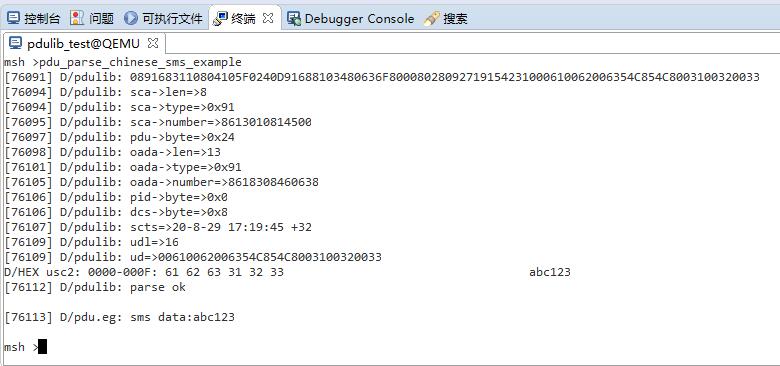 控制台 问题 可执行文件 终端 Debugger Console 搜索
pdulib_test@QEMU
msh >pdu_parse_chinese_sms_example
[76091] D/pdulib: 0891683110804105F0240D91688103480636F80008028092719154231000610062006354C854C8003100320033
[76094] D/pdulib: sca->len=>8
[76094] D/pdulib: sca->type=>0x91
[76095] D/pdulib: sca->number=>8613010814500
[76097] D/pdulib: pdu->byte=>0x24
[76098] D/pdulib: oada->len=>13
[76101] D/pdulib: oada->type=>0x91
[76105] D/pdulib: oada->number=>8618308460638
[76106] D/pdulib: pid->byte=>0x0
[76106] D/pdulib: dcs->byte=>0x8
[76107] D/pdulib: scts=>20-8-29 17:19:45 +32
[76109] D/pdulib: udl=>16
[76109] D/pdulib: ud=>00610062006354C854C8003100320033
D/HEX usc2: 0000-000F: 61 62 63 31 32 33 abc123
[76112] D/pdulib: parse ok
[76113] D/pdu.eg: sms data:abc123
msh >